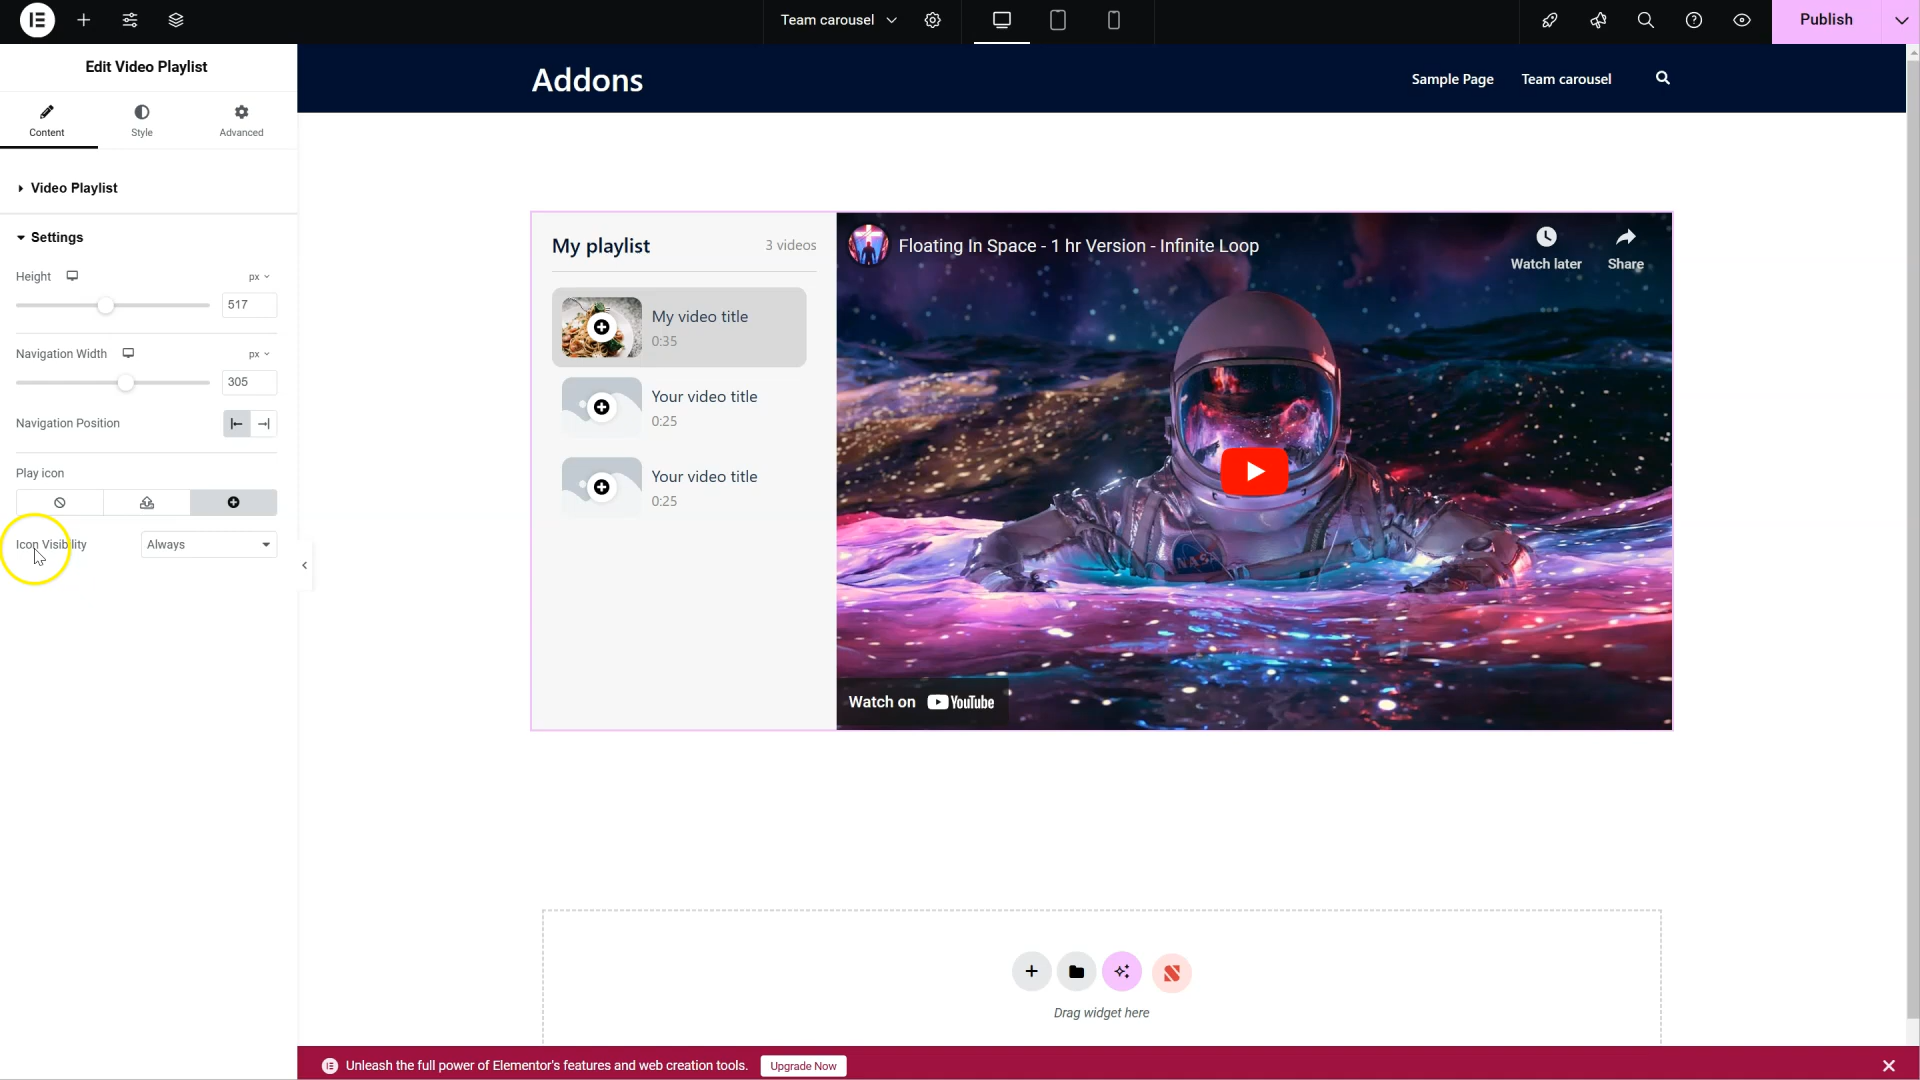 Team carousel
Publish
Edit Video Playlist
Content
Style
Advanced
Video Playlist
Settings
Height
px
517
Navigation Width
px
305
Navigation Position
Play icon
Icon Visibility
Always
Addons
Sample Page
Team carousel
My playlist
3 videos
My video title
0:35
Your video title
0:25
Your video title
0:25
Floating In Space - 1 hr Version - Infinite Loop
Watch later
Share
NASA
Watch on YouTube
Drag widget here
Unleash the full power of Elementor's features and web creation tools.
Upgrade Now